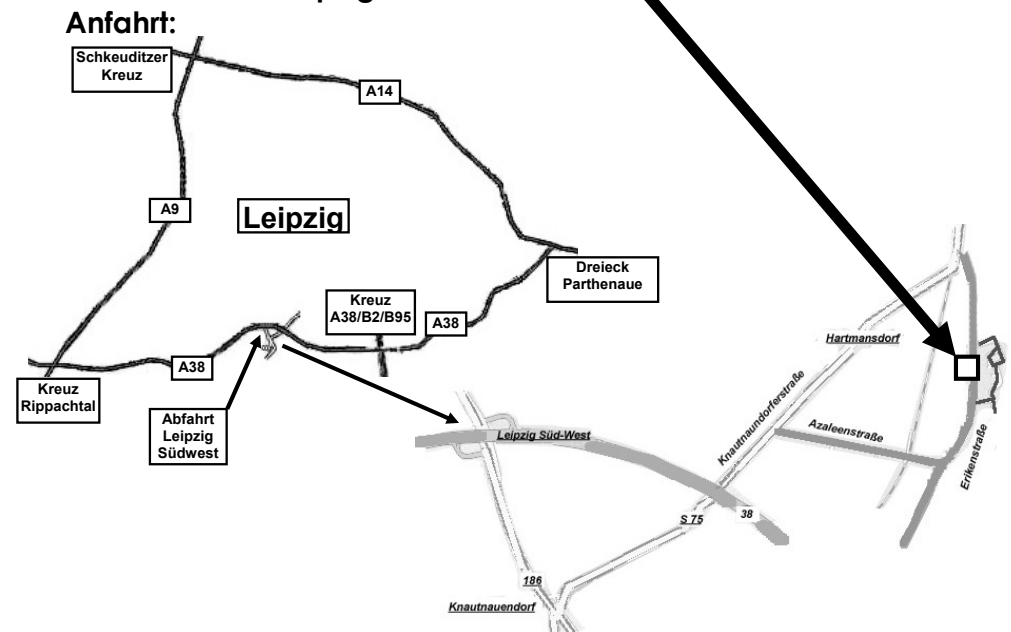 Anfahrt:
Schkeuditzer
Kreuz
A14
A9
Leipzig
Dreieck
Parthenaue
Kreuz
A38/B2/B95
A38
A38
Kreuz
Rippachtal
Abfahrt
Leipzig
Südwest
Hartmansdorf
Knautnaundorferstraße
Azaleenstraße
Erikenstraße
Leipzig Süd-West
S 75
38
186
Knautnauendorf